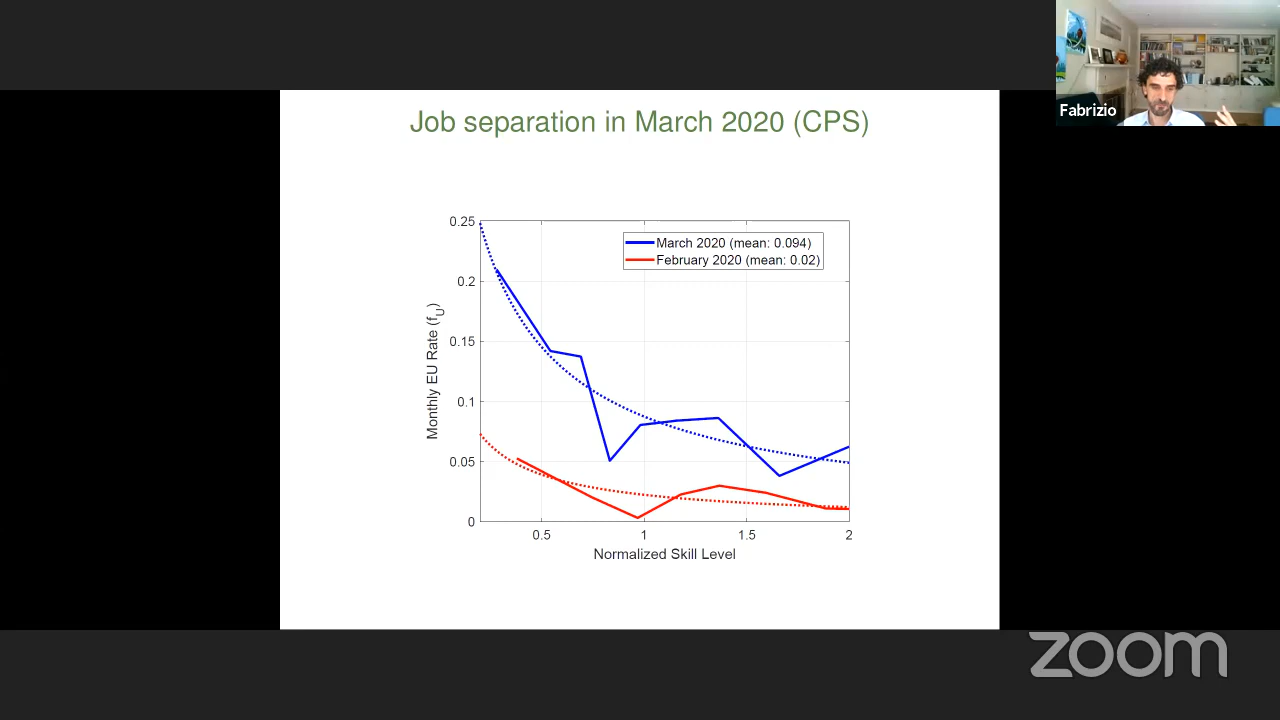 Fabrizio
Job separation in March 2020 (CPS)
0.25
0.2
0.15
0.1
0.05
0
Monthly EU Rate (f_U)
March 2020 (mean: 0.094)
February 2020 (mean: 0.02)
0.5
1
1.5
2
Normalized Skill Level
zoom